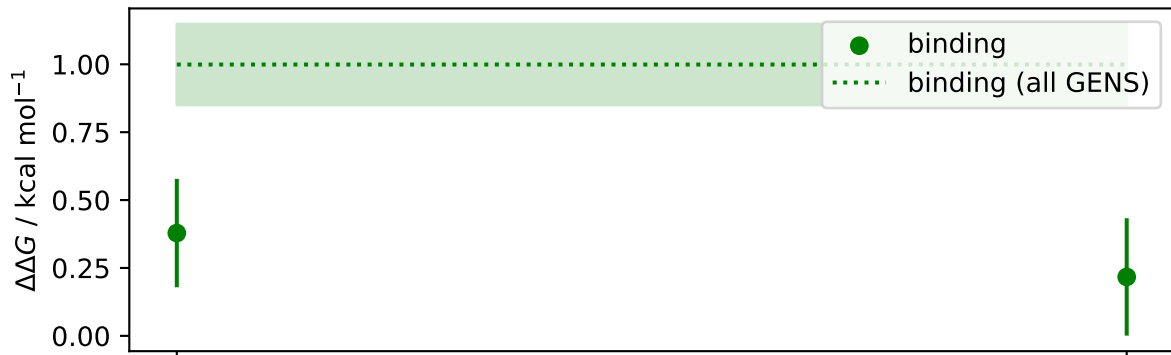 ΔΔG / kcal mol⁻¹
1.00
0.75
0.50
0.25
0.00
binding
binding (all GENS)